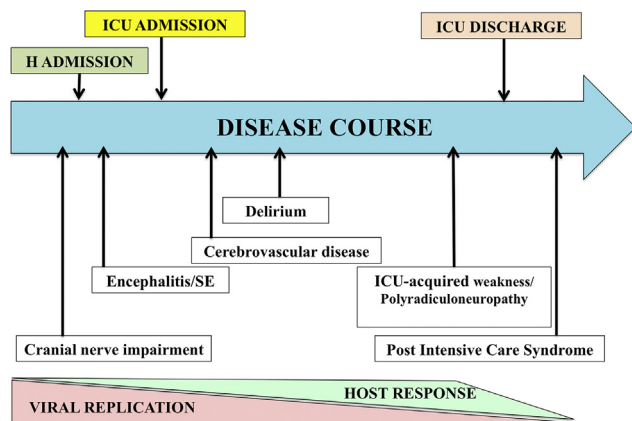 ICU ADMISSION
ICU DISCHARGE
H ADMISSION
DISEASE COURSE
Delirium
Cerebrovascular disease
Encephalitis/SE
ICU-acquired weakness/
Polyradiculoneuropathy
Cranial nerve impairment
Post Intensive Care Syndrome
HOST RESPONSE
VIRAL REPLICATION